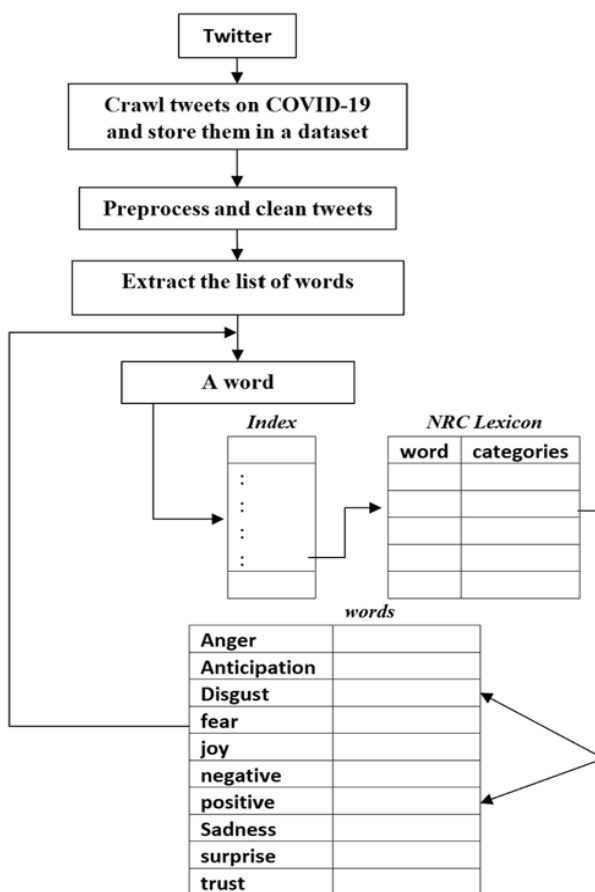 Twitter
Crawl tweets on COVID-19
and store them in a dataset
Preprocess and clean tweets
Extract the list of words
A word
Index
NRC Lexicon
word categories
:
:
:
:
words
Anger
Anticipation
Disgust
fear
joy
negative
positive
Sadness
surprise
trust